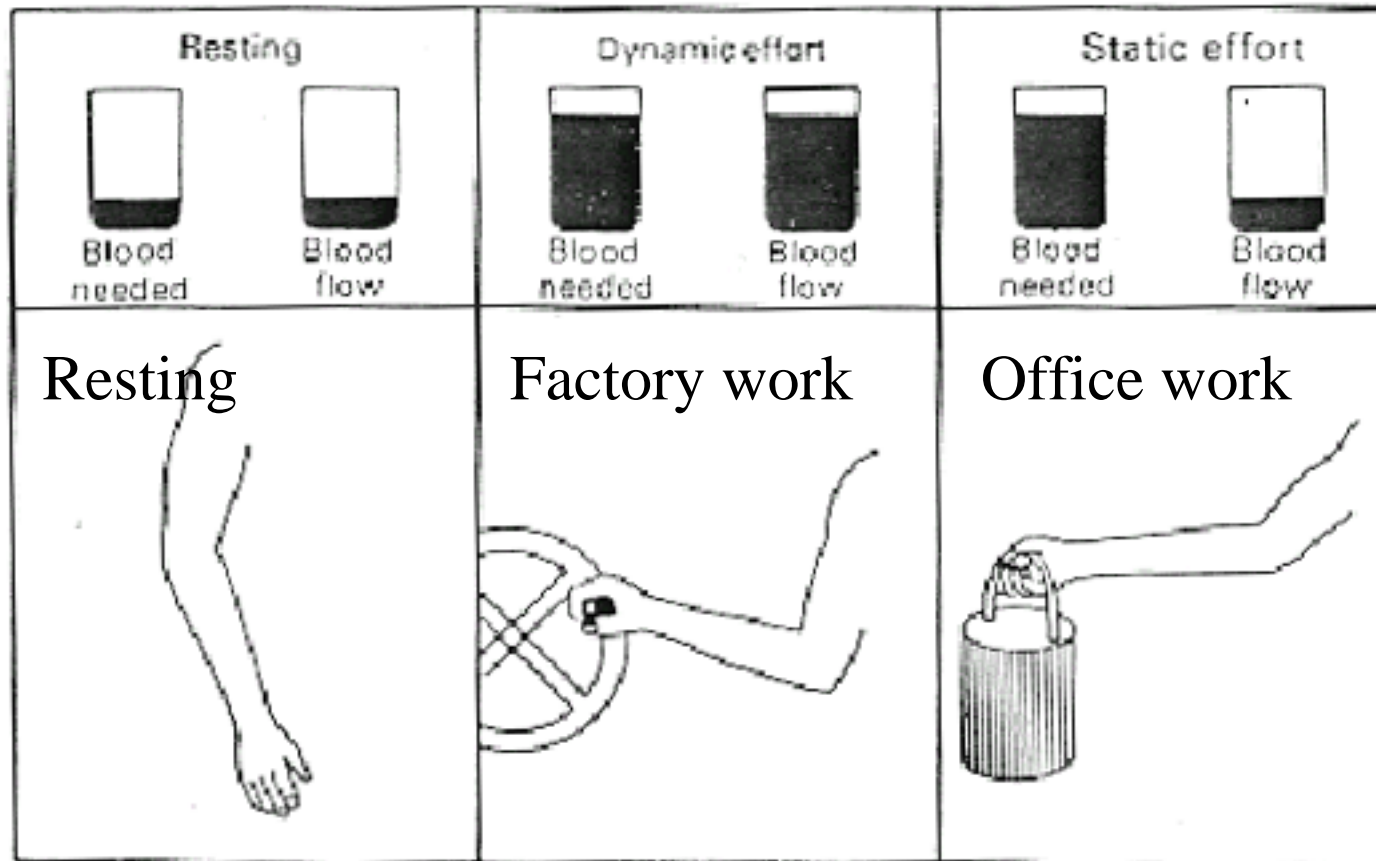 Resting
Blood needed
Blood flow
Dynamic effort
Blood needed
Blood flow
Static effort
Blood needed
Blood flow
Resting
Factory work
Office work